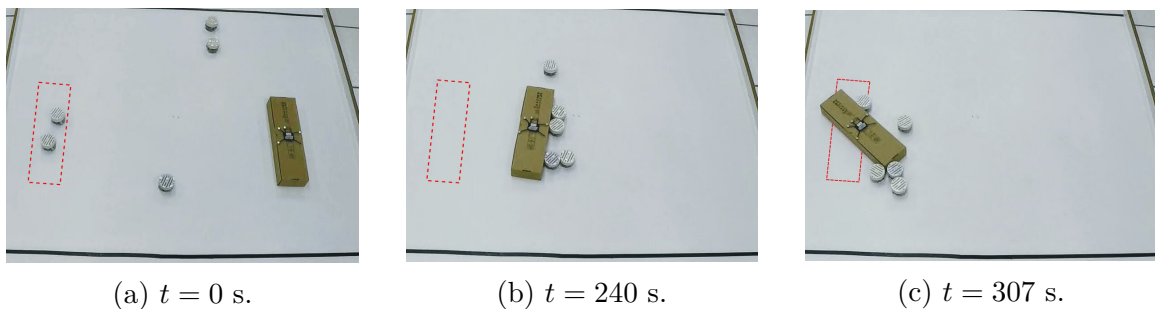 (a) t = 0 s.
(b) t = 240 s.
(c) t = 307 s.